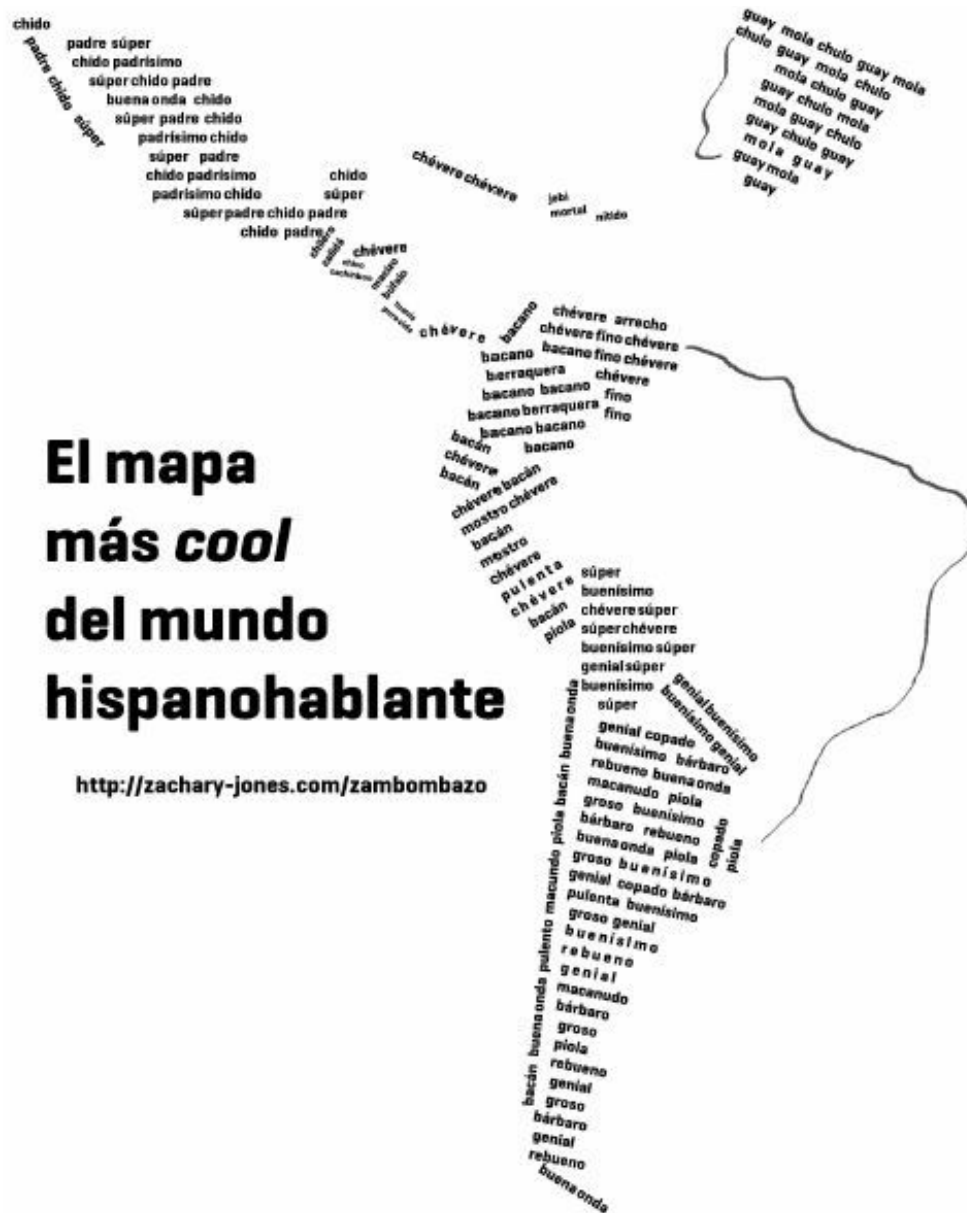 chido
padre chido súper
padre súper
chido padrísimo
súper chido padre
buena onda chido
súper padre chido
padrísimo chido
súper padre
chido padrísimo
padrísimo chido
súper padre chido padre
chido padre
chido
súper
chévere chévere
jebi
mortal
nítido
guay mola chulo guay mola
chulo guay mola chulo
mola chulo guay
guay chulo mola
mola guay chulo
guay chulo guay
mola guay
guay mola
guay
chévere
macizo
búfalo
chévere
bacano
chévere arrecho
chévere fino chévere
bacano fino chévere
chévere
fino
fino
bacano
berraquera
bacano bacano
bacano berraquera
bacano bacano
bacano
bacán
chévere
bacán
chévere bacán
mostro chévere
bacán
mostro
chévere
pulenta
chévere
bacán
piola
súper
buenísimo
chévere súper
súper chévere
buenísimo súper
genial súper
buenísimo
súper
genial buenísimo
buenísimo genial
bacán buena onda pulento macundo piola bacán buena onda
genial copado
buenísimo bárbaro
rebueno buena onda
macanudo piola
groso buenísimo
bárbaro rebueno
buena onda piola
groso buenísimo
genial copado bárbaro
pulenta buenísimo
groso genial
buenísimo
rebueno
genial
macanudo
bárbaro
groso
piola
rebueno
genial
groso
bárbaro
genial
rebueno
buena onda
copado
piola
El mapa
más cool
del mundo
hispanohablante
http://zachary-jones.com/zambombazo